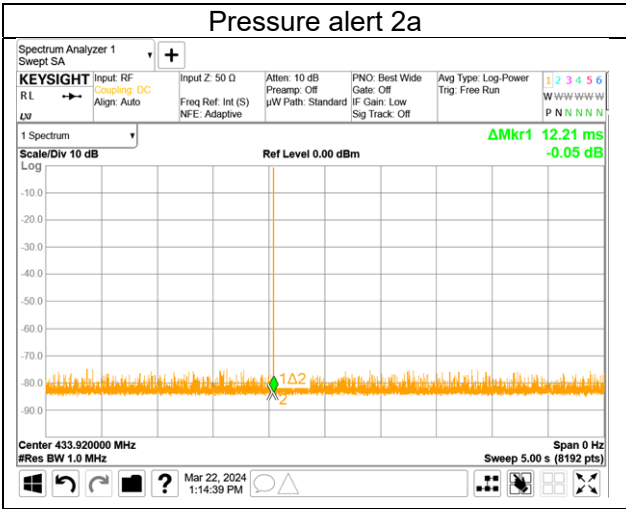 Pressure alert 2a
Spectrum Analyzer 1
Swept SA
+
KEYSIGHT
RL
LXI
Input: RF
Coupling: DC
Align: Auto
Input Z: 50 Ω
Freq Ref: Int (S)
NFE: Adaptive
Atten: 10 dB
Preamp: Off
µW Path: Standard
PNO: Best Wide
Gate: Off
IF Gain: Low
Sig Track: Off
Avg Type: Log-Power
Trig: Free Run
1 2 3 4 5 6
W W W W W W
P N N N N N
1 Spectrum
ΔMkr1 12.21 ms
-0.05 dB
Scale/Div 10 dB
Ref Level 0.00 dBm
Log
-10.0
-20.0
-30.0
-40.0
-50.0
-60.0
-70.0
-80.0
-90.0
1Δ2
2
Center 433.920000 MHz
#Res BW 1.0 MHz
Span 0 Hz
Sweep 5.00 s (8192 pts)
?
Mar 22, 2024
1:14:39 PM